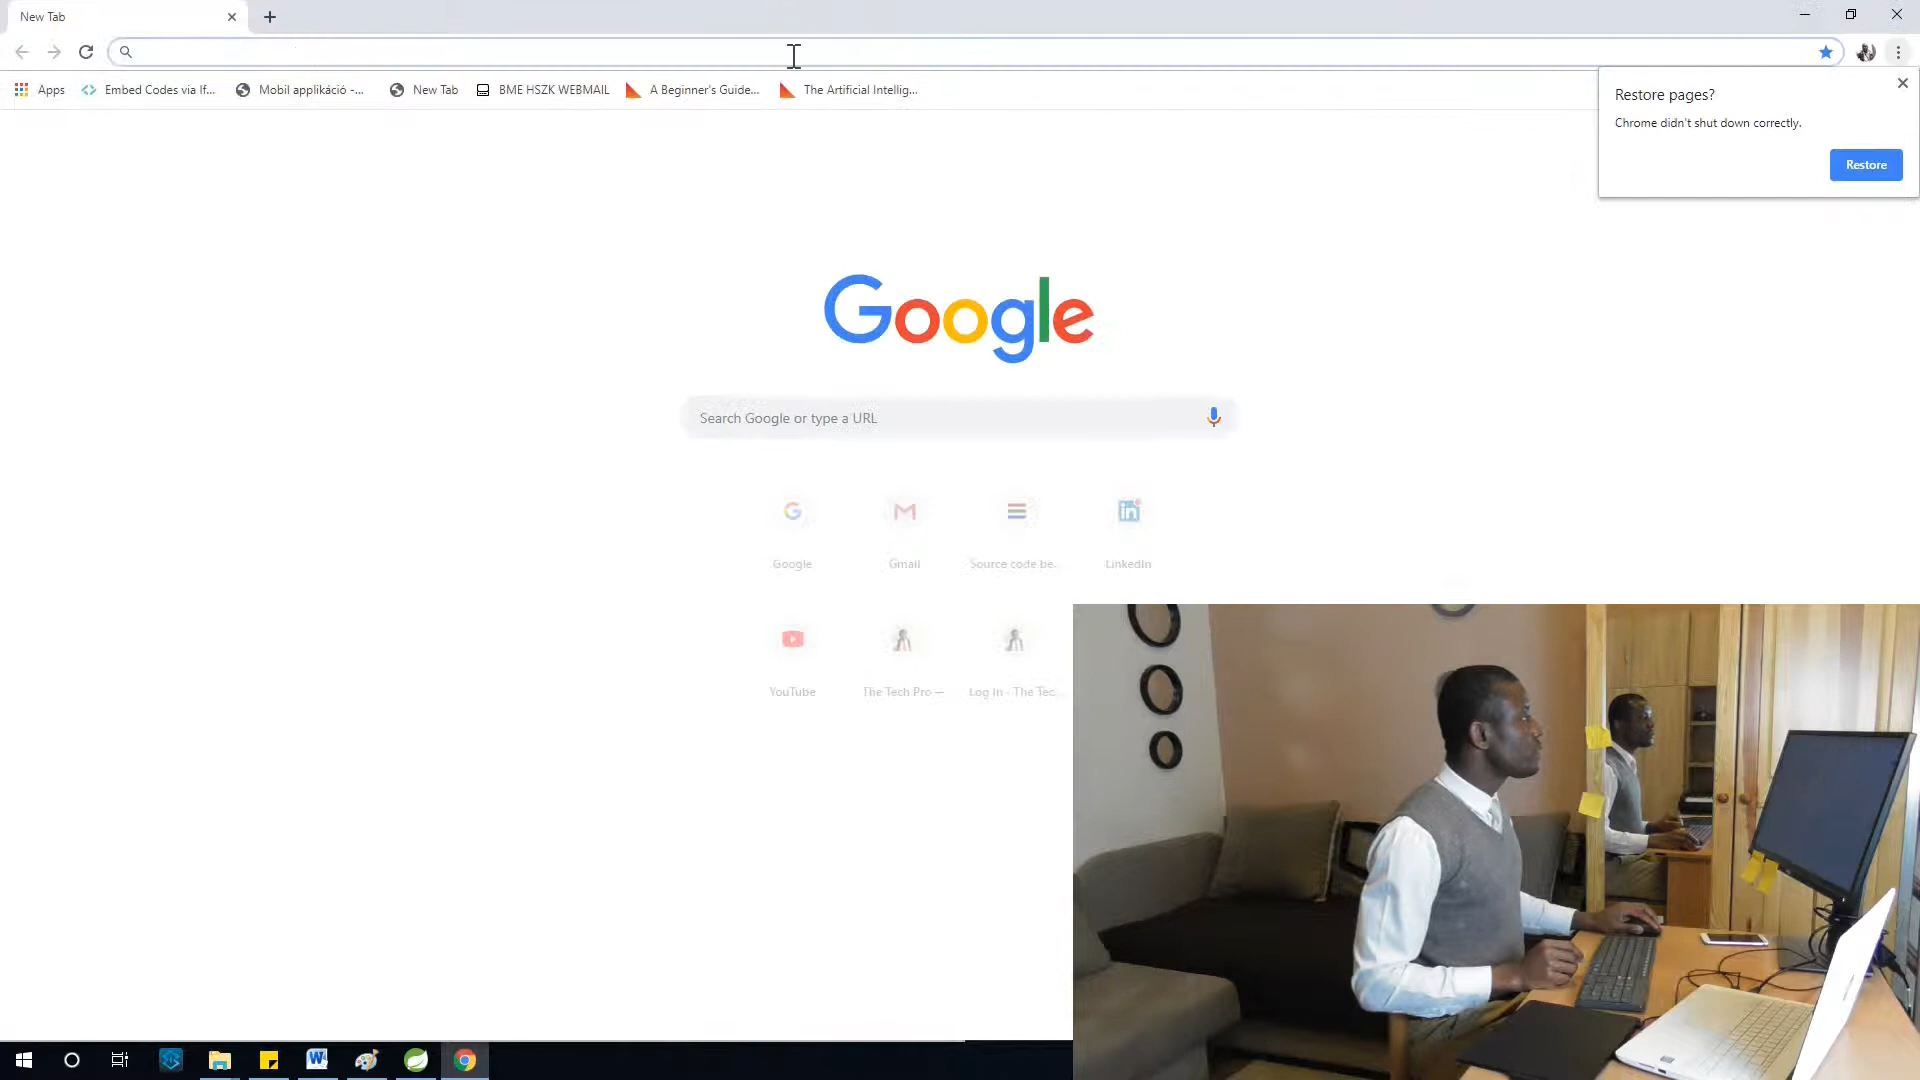 New Tab
Apps
Embed Codes via If...
Mobil applikáció -...
New Tab
BME HSZK WEBMAIL
A Beginner's Guide...
The Artificial Intellig...
Restore pages?
Chrome didn't shut down correctly.
Restore
Google
Search Google or type a URL
Google
Gmail
Source code be...
LinkedIn
YouTube
The Tech Pro —
Log In - The Tec...